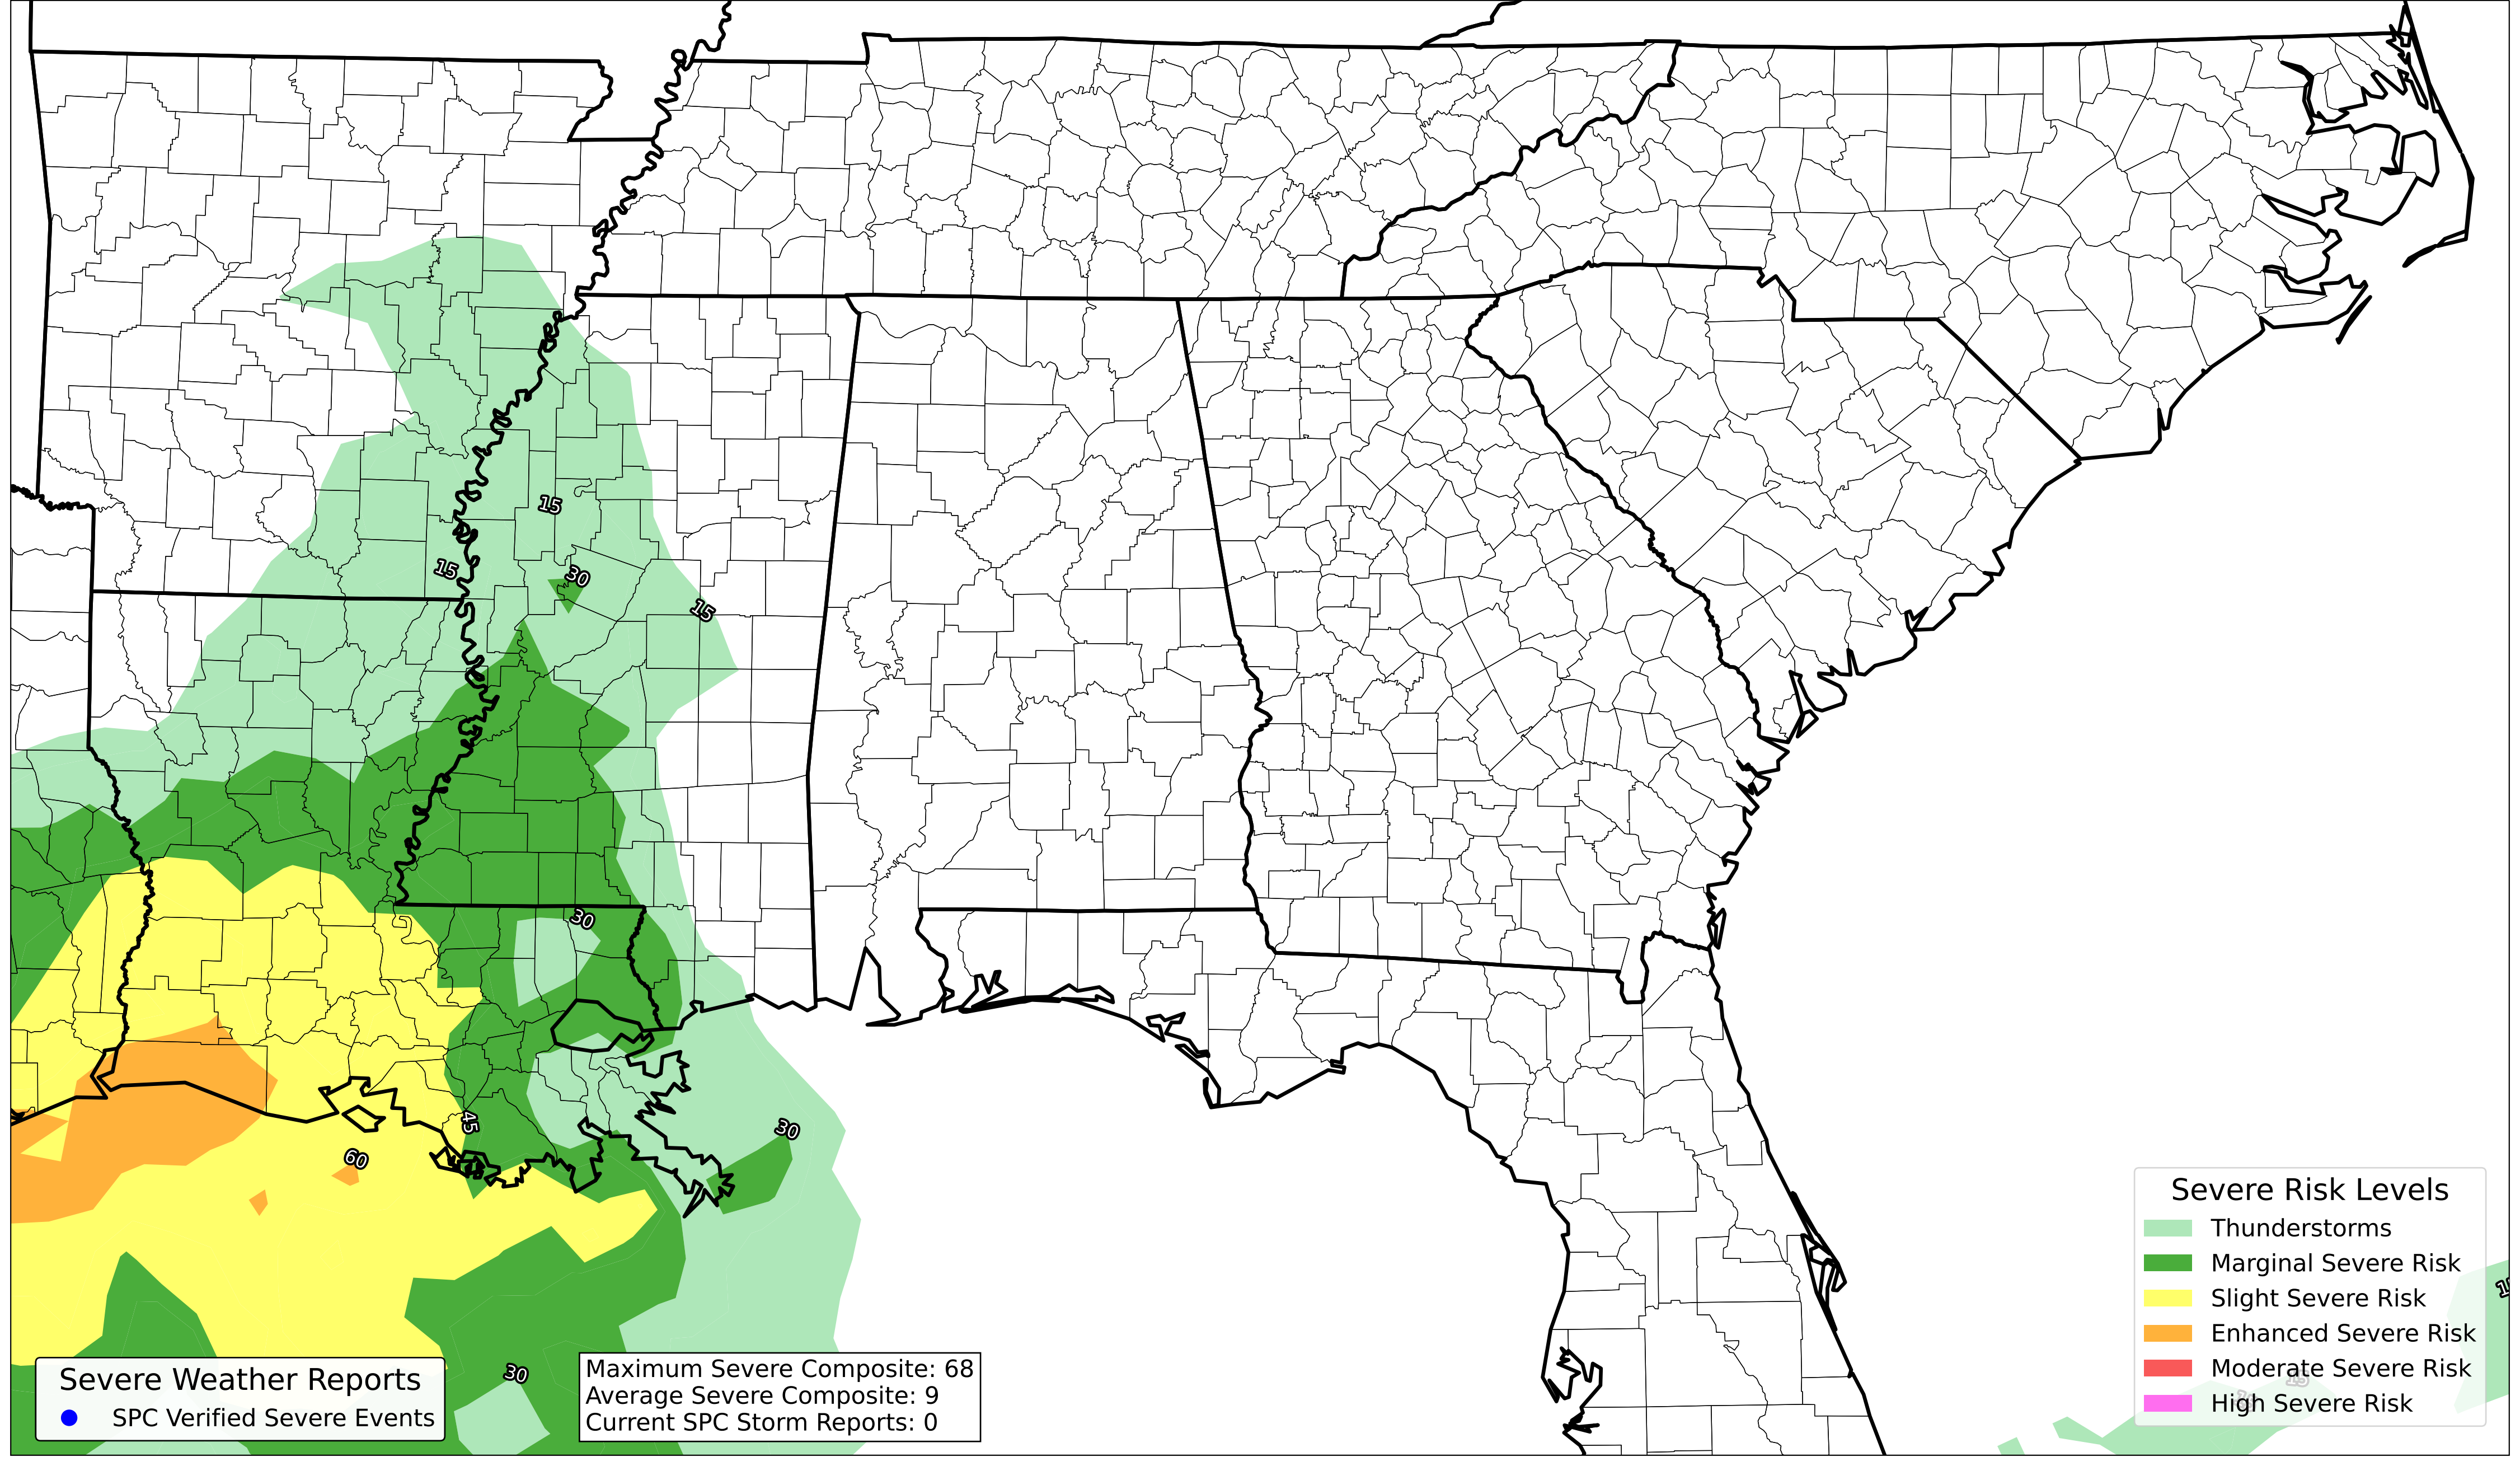 15
15
30
15
30
45
30
60
30
Severe Risk Levels
Thunderstorms
Marginal Severe Risk
Slight Severe Risk
Enhanced Severe Risk
Moderate Severe Risk
High Severe Risk
15
Severe Weather Reports
SPC Verified Severe Events
Maximum Severe Composite: 68
Average Severe Composite: 9
Current SPC Storm Reports: 0